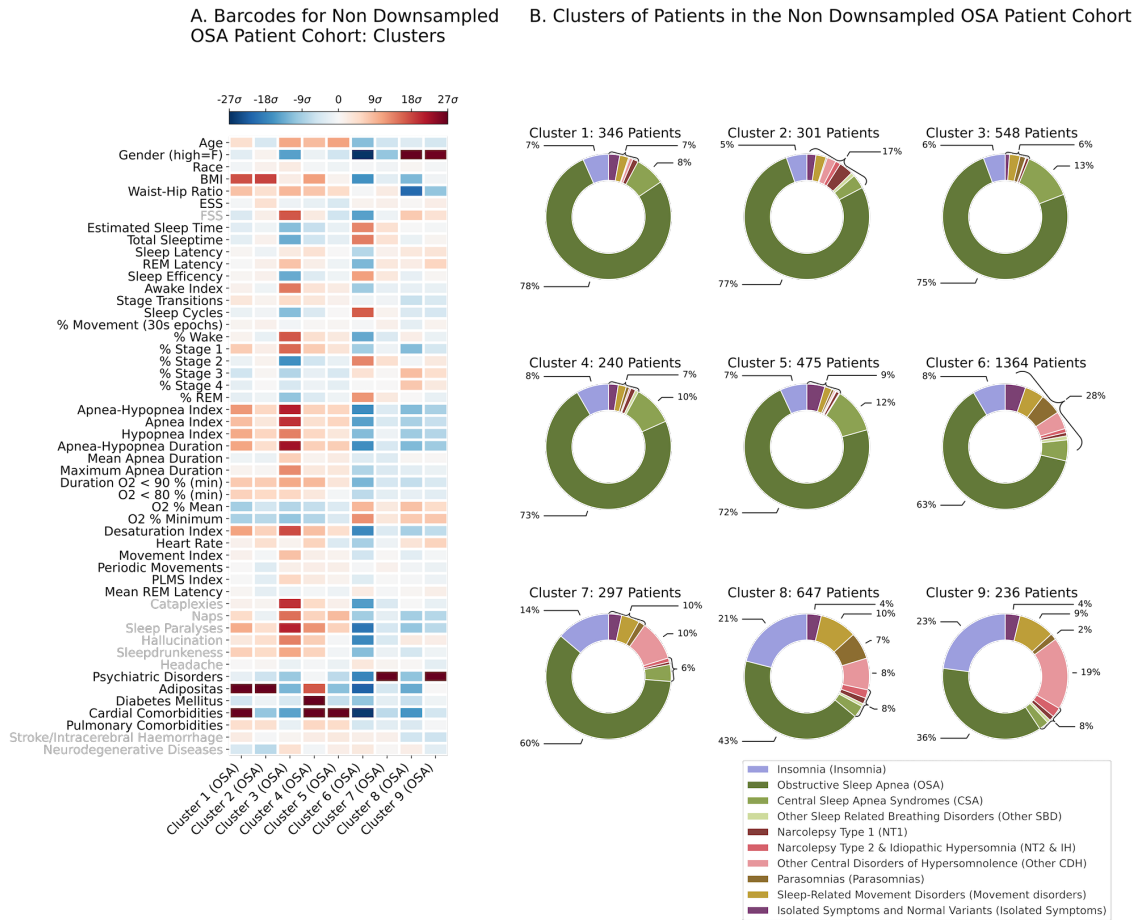 A. Barcodes for Non Downsampled
OSA Patient Cohort: Clusters
B. Clusters of Patients in the Non Downsampled OSA Patient Cohort
-27σ -18σ -9σ 0 9σ 18σ 27σ
Age
Gender (high=F)
Race
BMI
Waist-Hip Ratio
ESS
FSS
Estimated Sleep Time
Total Sleeptime
Sleep Latency
REM Latency
Sleep Efficency
Awake Index
Stage Transitions
Sleep Cycles
% Movement (30s epochs)
% Wake
% Stage 1
% Stage 2
% Stage 3
% Stage 4
% REM
Apnea-Hypopnea Index
Apnea Index
Hypopnea Index
Apnea-Hypopnea Duration
Mean Apnea Duration
Maximum Apnea Duration
Duration O2 < 90 % (min)
O2 < 80 % (min)
O2 % Mean
O2 % Minimum
Desaturation Index
Heart Rate
Movement Index
Periodic Movements
PLMS Index
Mean REM Latency
Cataplexies
Naps
Sleep Paralyses
Hallucination
Sleepdrunkeness
Headache
Psychiatric Disorders
Adipositas
Diabetes Mellitus
Cardial Comorbidities
Pulmonary Comorbidities
Stroke/Intracerebral Haemorrhage
Neurodegenerative Diseases
Cluster 1 (OSA)
Cluster 2 (OSA)
Cluster 3 (OSA)
Cluster 4 (OSA)
Cluster 5 (OSA)
Cluster 6 (OSA)
Cluster 7 (OSA)
Cluster 8 (OSA)
Cluster 9 (OSA)
Cluster 1: 346 Patients
7%
7%
8%
78%
Cluster 2: 301 Patients
5%
17%
77%
Cluster 3: 548 Patients
6%
6%
13%
75%
Cluster 4: 240 Patients
8%
7%
10%
73%
Cluster 5: 475 Patients
7%
9%
12%
72%
Cluster 6: 1364 Patients
8%
28%
63%
Cluster 7: 297 Patients
14%
10%
10%
6%
60%
Cluster 8: 647 Patients
21%
4%
10%
7%
8%
8%
43%
Cluster 9: 236 Patients
23%
4%
9%
2%
19%
8%
36%
Insomnia (Insomnia)
Obstructive Sleep Apnea (OSA)
Central Sleep Apnea Syndromes (CSA)
Other Sleep Related Breathing Disorders (Other SBD)
Narcolepsy Type 1 (NT1)
Narcolepsy Type 2 & Idiopathic Hypersomnia (NT2 & IH)
Other Central Disorders of Hypersomnolence (Other CDH)
Parasomnias (Parasomnias)
Sleep-Related Movement Disorders (Movement disorders)
Isolated Symptoms and Normal Variants (Isolated Symptoms)